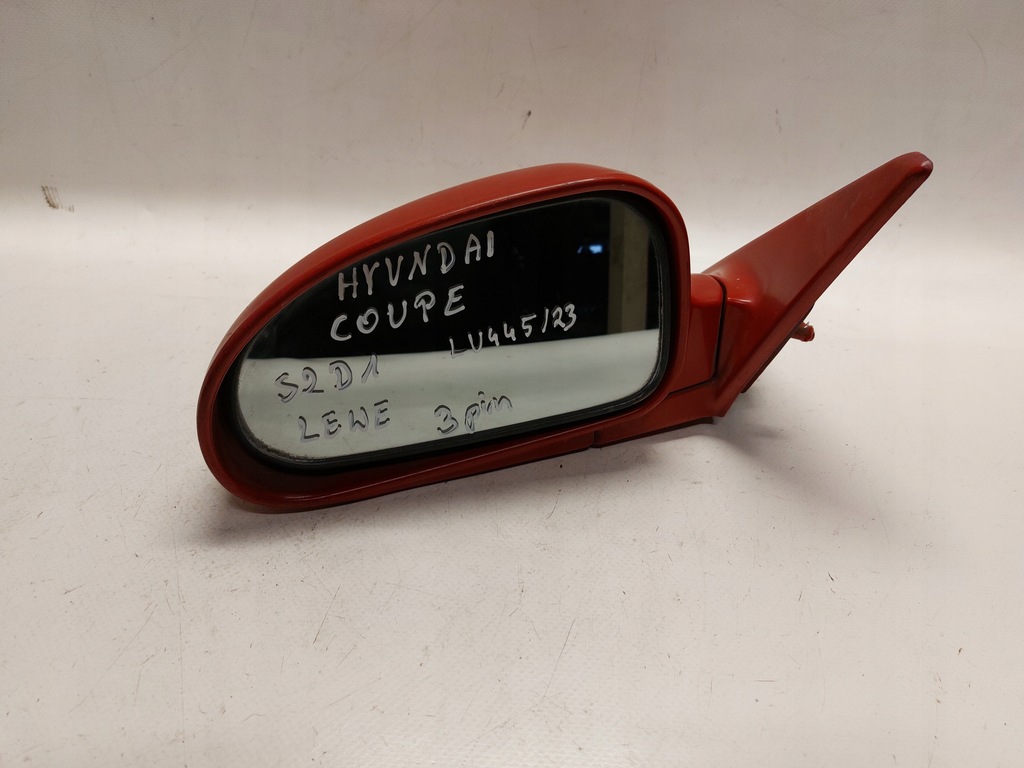 HYUNDAI
COUPE
LU445/23
S2D1
LEWE 3pin